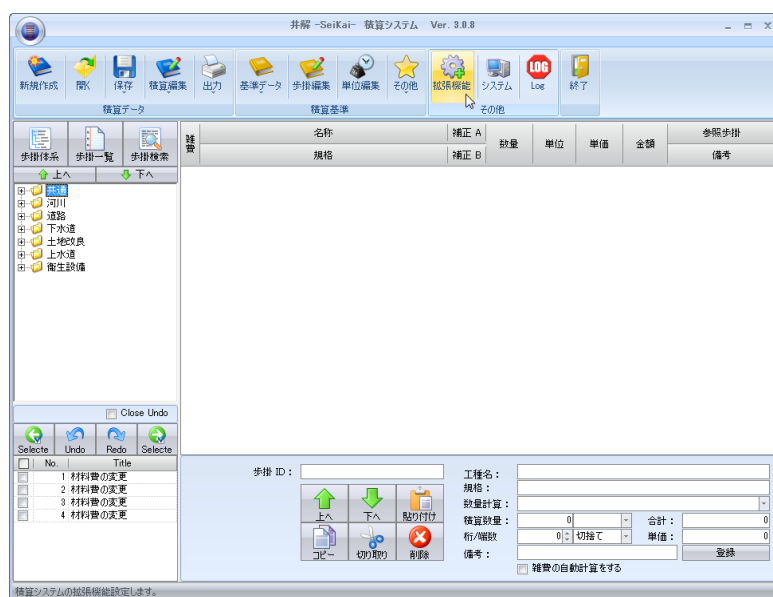 井解 -SeiKai- 積算システム Ver. 3.0.8
新規作成 開く 保存 積算編集 出力 基準データ 歩掛編集 単位編集 その他 拡張機能 システム Log 終了
LOG
積算データ 積算基準 その他
歩掛体系 歩掛一覧 歩掛検索
上へ 下へ
雑費 名称 補正 A 数量 単位 単価 金額 参照歩掛
規格 補正 B 備考
共通
河川
道路
下水道
土地改良
上水道
衛生設備
Close Undo
Selecte Undo Redo Selecte
No. Title
1 材料費の変更
2 材料費の変更
3 材料費の変更
4 材料費の変更
歩掛 ID:
上へ 下へ 貼り付け
コピー 切り取り 削除
工種名:
規格:
数量計算:
積算数量: 0 合計: 0
桁/端数 0 切捨て 単価: 0
備考: 登録
雑費の自動計算をする
積算システムの拡張機能設定します。